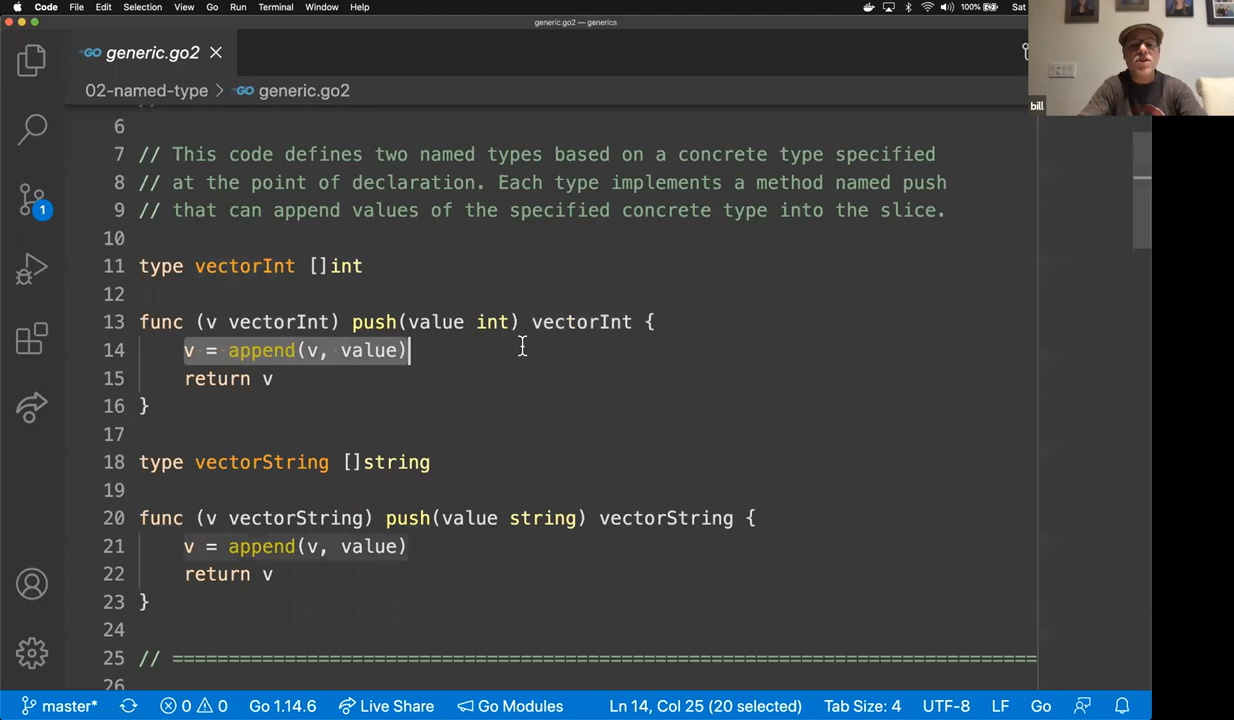 Code File Edit Selection View Go Run Terminal Window Help 100% Sat
generic.go2 — generics
GO generic.go2
02-named-type > GO generic.go2
bill
6
7 // This code defines two named types based on a concrete type specified
8 // at the point of declaration. Each type implements a method named push
9 // that can append values of the specified concrete type into the slice.
10
11 type vectorInt []int
12
13 func (v vectorInt) push(value int) vectorInt {
14 v = append(v, value)
15 return v
16 }
17
18 type vectorString []string
19
20 func (v vectorString) push(value string) vectorString {
21 v = append(v, value)
22 return v
23 }
24
25 // =============================================================================
26
1
master* 0 0 Go 1.14.6 Live Share Go Modules Ln 14, Col 25 (20 selected) Tab Size: 4 UTF-8 LF Go